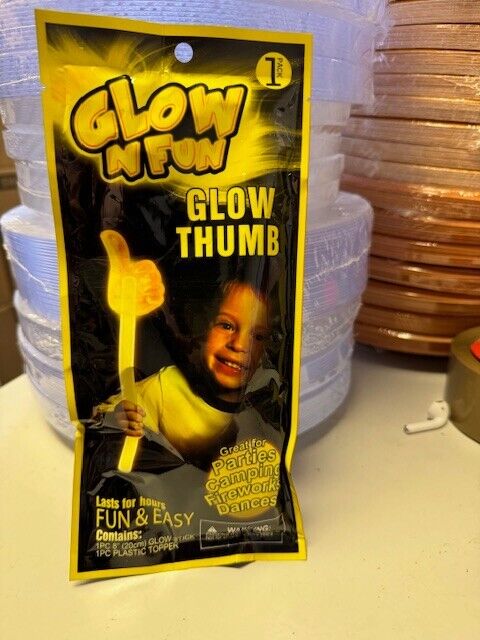 1
PACK
GLOW
N FUN
GLOW
THUMB
Great for
Parties
Camping
Fireworks
Dances
Lasts for hours
FUN & EASY
Contains:
1PC 8" (20cm) GLOW STICK
1PC PLASTIC TOPPER
WARNING: